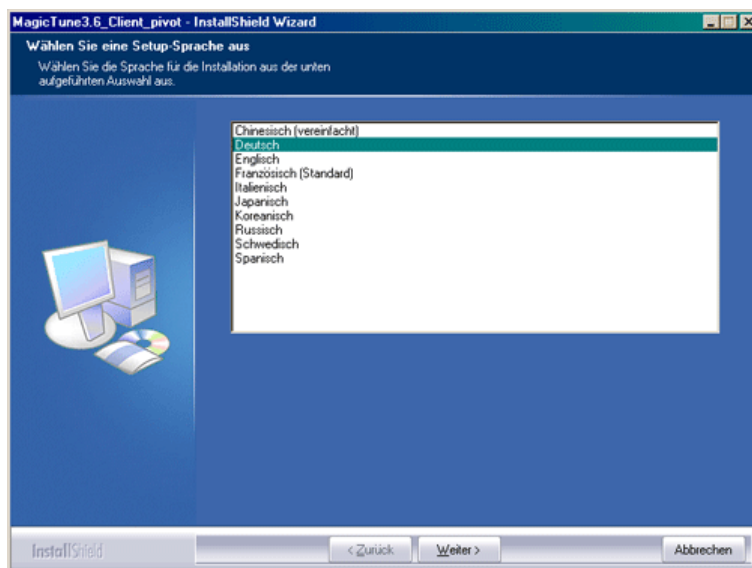 MagicTune3.6_Client_pivot - InstallShield Wizard
Wählen Sie eine Setup-Sprache aus
Wählen Sie die Sprache für die Installation aus der unten
aufgeführten Auswahl aus.
Chinesisch (vereinfacht)
Deutsch
Englisch
Französisch (Standard)
Italienisch
Japanisch
Koreanisch
Russisch
Schwedisch
Spanisch
InstallShield
< Zurück
Weiter >
Abbrechen